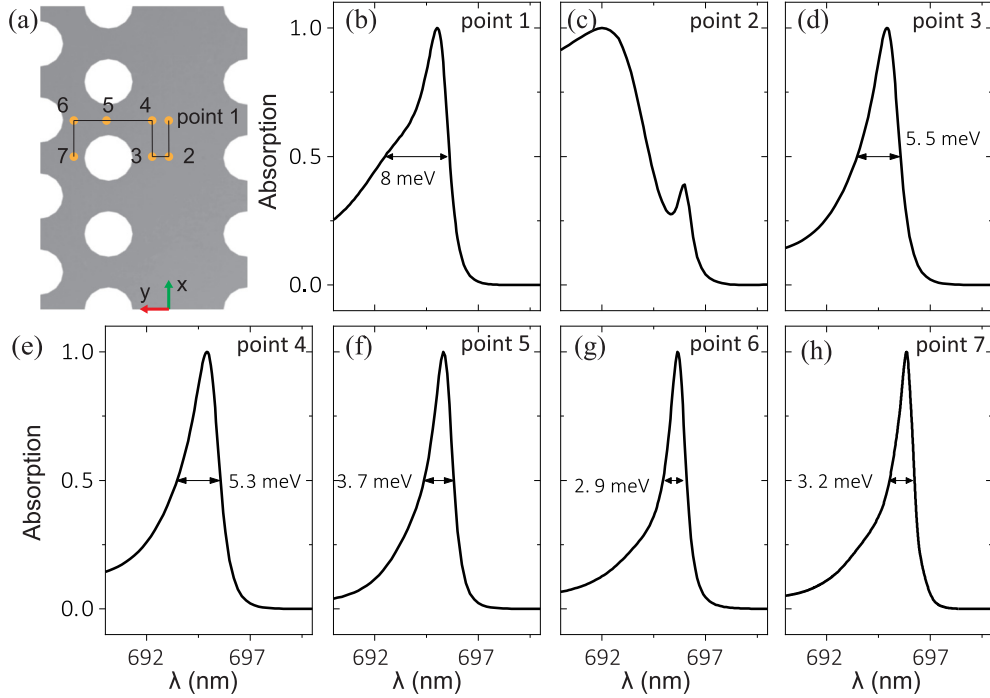 (a)
6 5 4 point 1
7 3 2
y x
(b) point 1
Absorption
1.0
0.5
0.0
8 meV
(c) point 2
(d) point 3
5.5 meV
(e) point 4
Absorption
1.0
0.5
0.0
5.3 meV
692 697
λ (nm)
(f) point 5
3.7 meV
692 697
λ (nm)
(g) point 6
2.9 meV
692 697
λ (nm)
(h) point 7
3.2 meV
692 697
λ (nm)